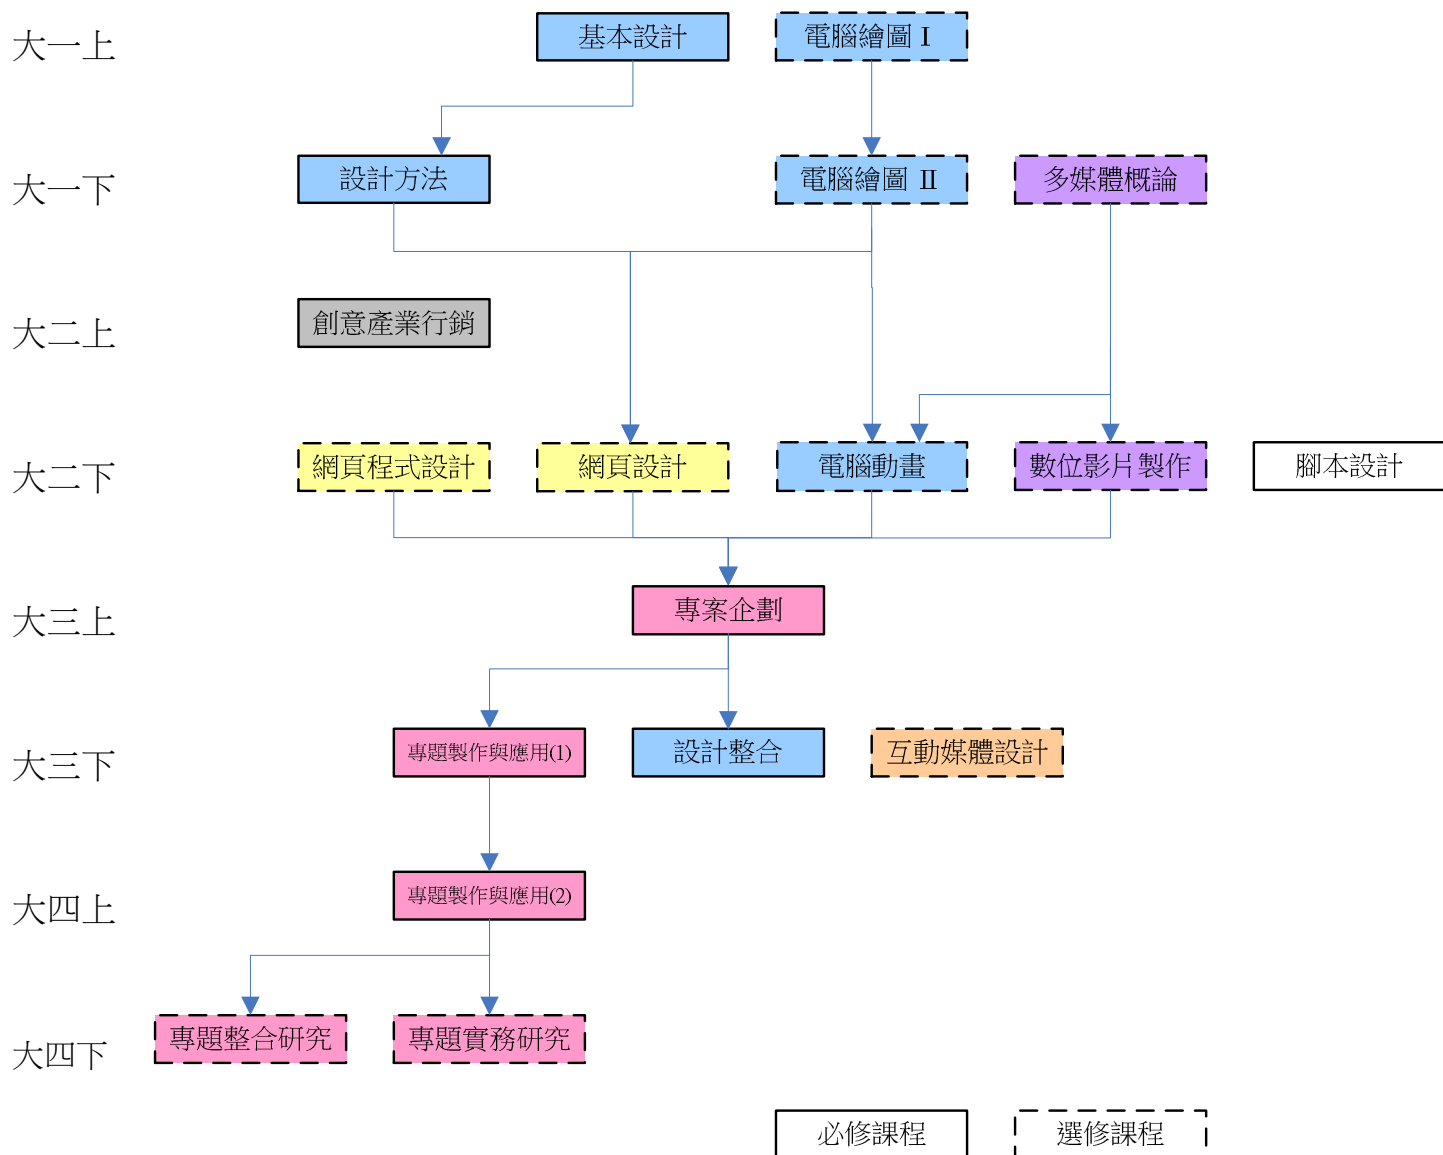 大一上
基本設計
電腦繪圖 I
大一下
設計方法
電腦繪圖 II
多媒體概論
大二上
創意產業行銷
大二下
網頁程式設計
網頁設計
電腦動畫
數位影片製作
腳本設計
大三上
專案企劃
大三下
專題製作與應用(1)
設計整合
互動媒體設計
大四上
專題製作與應用(2)
大四下
專題整合研究
專題實務研究
必修課程
選修課程